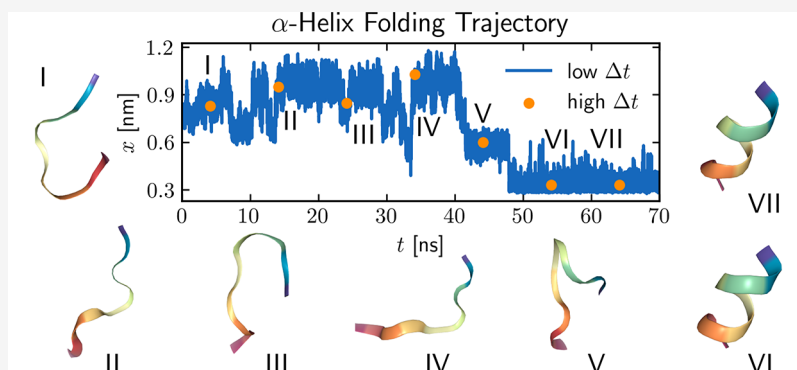 α-Helix Folding Trajectory
I
1.2
0.9
0.6
0.3
x [nm]
I
II
III
IV
V
VI
VII
low Δt
high Δt
0
10
20
30
40
50
60
70
t [ns]
VII
II
III
IV
V
VI